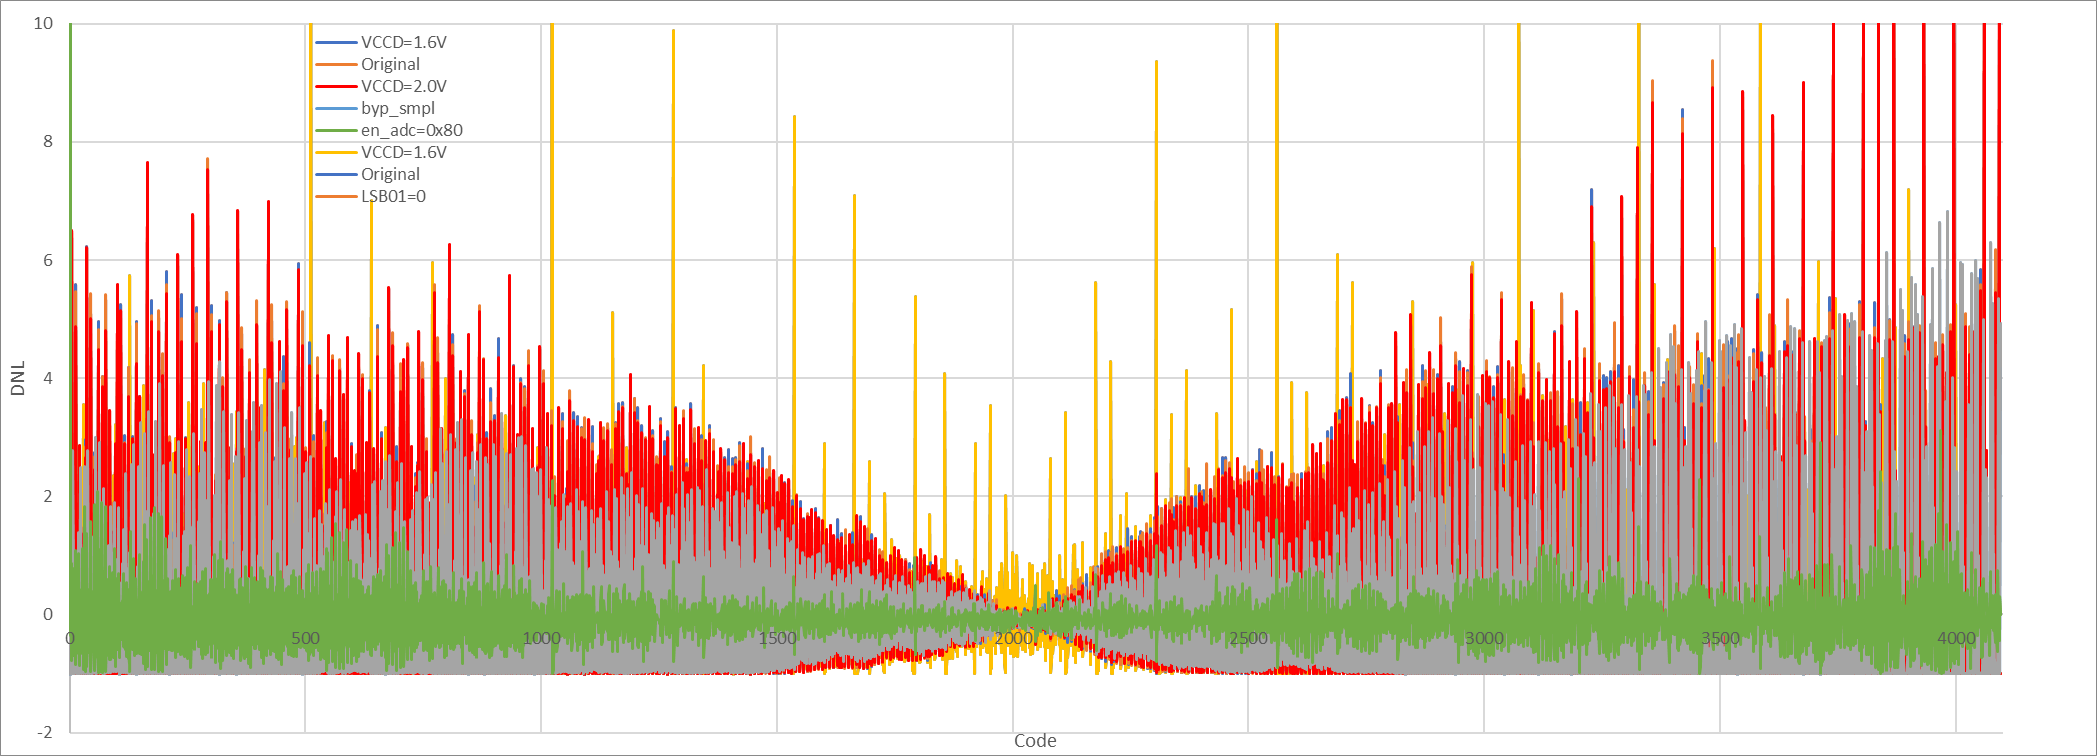 10
VCCD=1.6V
Original
VCCD=2.0V
byp_smpl
en_adc=0x80
VCCD=1.6V
Original
LSB01=0
8
6
4
2
0
-2
DNL
0 500 1000 1500 2000 2500 3000 3500 4000
Code